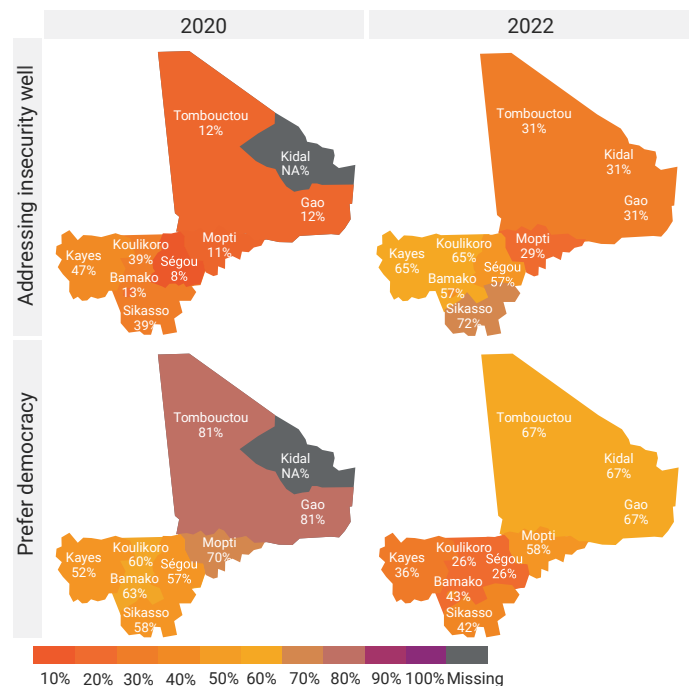 2020
2022
Addressing insecurity well
Tombouctou
12%
Kidal
NA%
Gao
12%
Mopti
11%
Koulikoro
39%
Kayes
47%
Ségou
8%
Bamako
13%
Sikasso
39%
Tombouctou
31%
Kidal
31%
Gao
31%
Mopti
29%
Koulikoro
65%
Kayes
65%
Ségou
57%
Bamako
57%
Sikasso
72%
Prefer democracy
Tombouctou
81%
Kidal
NA%
Gao
81%
Mopti
70%
Koulikoro
60%
Kayes
52%
Ségou
57%
Bamako
63%
Sikasso
58%
Tombouctou
67%
Kidal
67%
Gao
67%
Mopti
58%
Koulikoro
26%
Kayes
36%
Ségou
26%
Bamako
43%
Sikasso
42%
10% 20% 30% 40% 50% 60% 70% 80% 90% 100% Missing